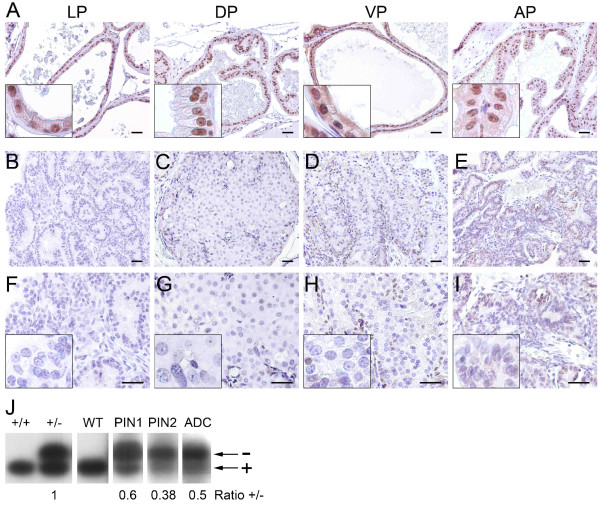 A LP DP VP AP
B C D E
F G H I
J
+/+ +/- WT PIN1 PIN2 ADC
-
+
1 0.6 0.38 0.5 Ratio +/-